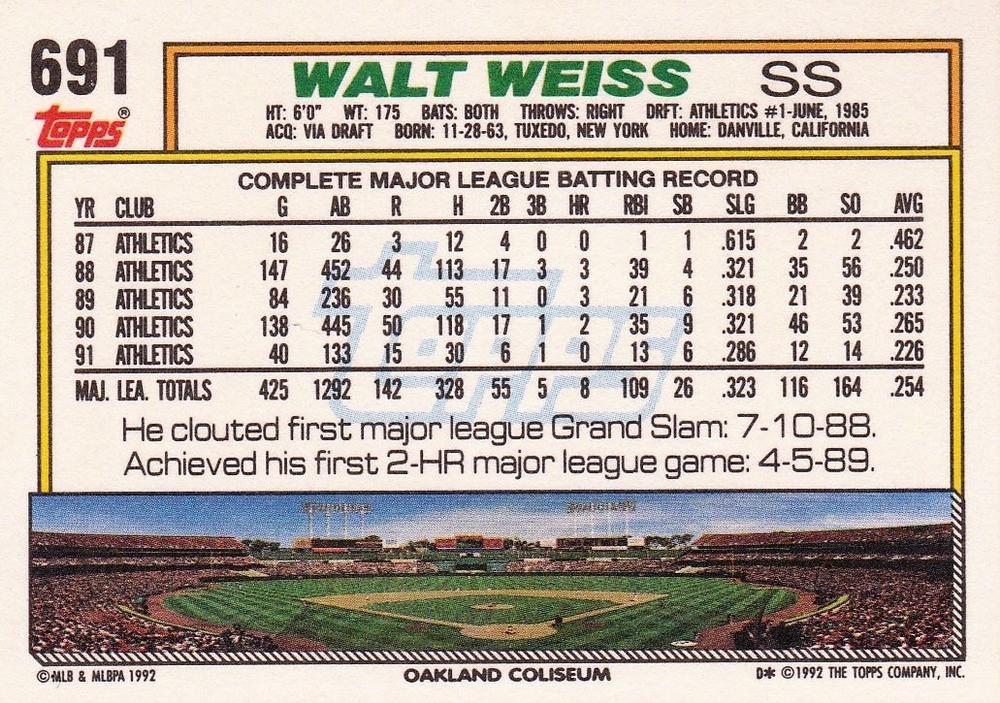 691
WALT WEISS SS
Topps®
HT: 6'0" WT: 175 BATS: BOTH THROWS: RIGHT DRFT: ATHLETICS #1-JUNE, 1985
ACQ: VIA DRAFT BORN: 11-28-63, TUXEDO, NEW YORK HOME: DANVILLE, CALIFORNIA
COMPLETE MAJOR LEAGUE BATTING RECORD
YR CLUB G AB R H 2B 3B HR RBI SB SLG BB SO AVG
87 ATHLETICS 16 26 3 12 4 0 0 1 1 .615 2 2 .462
88 ATHLETICS 147 452 44 113 17 3 3 39 4 .321 35 56 .250
89 ATHLETICS 84 236 30 55 11 0 3 21 6 .318 21 39 .233
90 ATHLETICS 138 445 50 118 17 1 2 35 9 .321 46 53 .265
91 ATHLETICS 40 133 15 30 6 1 0 13 6 .286 12 14 .226
MAJ. LEA. TOTALS 425 1292 142 328 55 5 8 109 26 .323 116 164 .254
Topps
He clouted first major league Grand Slam: 7-10-88.
Achieved his first 2-HR major league game: 4-5-89.
©MLB & MLBPA 1992 OAKLAND COLISEUM D* ©1992 THE TOPPS COMPANY, INC.